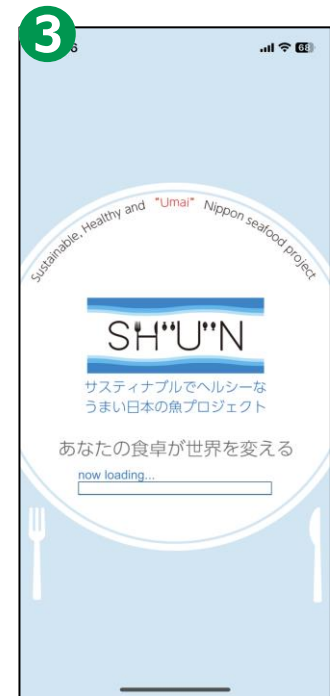 3
6
68
Sustainable, Healthy and "Umai" Nippon seafood project
SH"U"N
サスティナブルでヘルシーな
うまい日本の魚プロジェクト
あなたの食卓が世界を変える
now loading...